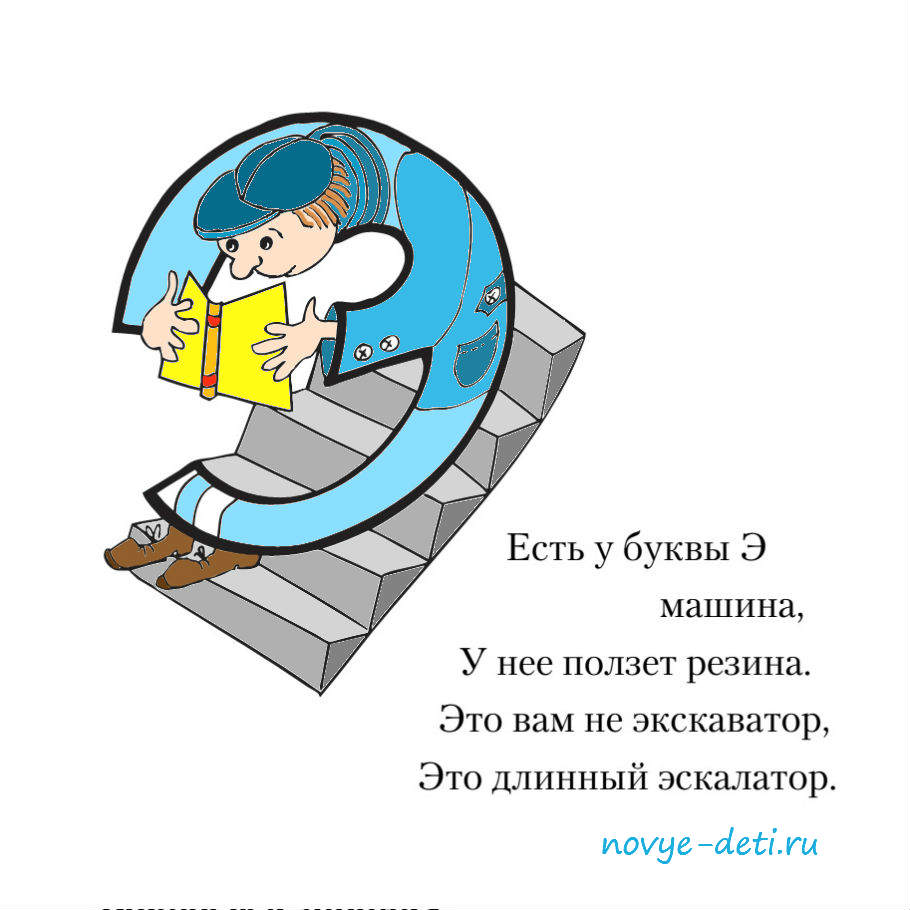 Есть у буквы Э
машина,
У нее ползет резина.
Это вам не экскаватор,
Это длинный эскалатор.
novye-deti.ru